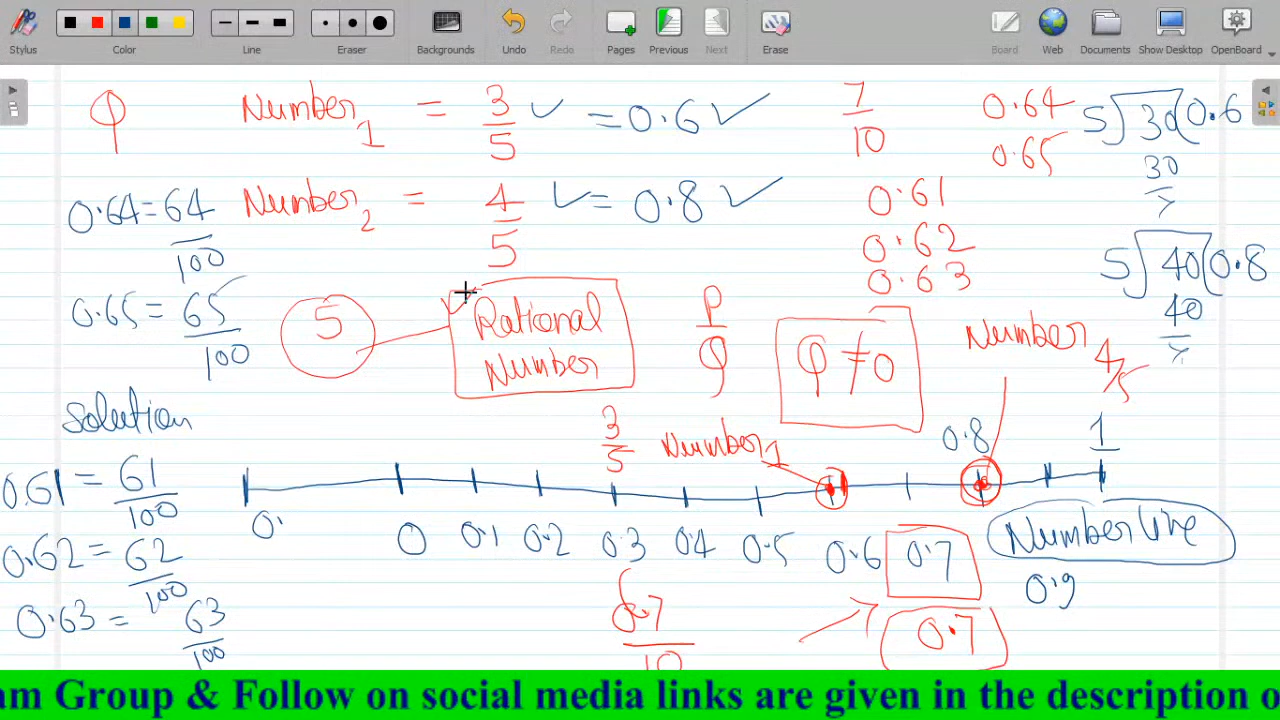 Stylus
Color
Line
Eraser
Backgrounds
Undo
Redo
Pages
Previous
Next
Erase
Board
Web
Documents
Show Desktop
OpenBoard
Q
Number1 = 3/5 ✓ = 0.6 ✓
7/10
0.64
0.65
5 ) 30 ( 0.6
30
×
0.64 = 64/100
Number2 = 4/5 ✓ = 0.8 ✓
0.61
0.62
0.63
5 ) 40 ( 0.8
40
×
0.65 = 65/100
5
Rational
Number
P/Q
Q ≠ 0
Number 4/5
Solution
3/5 Number1
0.8
1
0.61 = 61/100
0.
0
0.1
0.2
0.3
0.4
0.5
0.6
0.7
Number line
0.9
0.62 = 62/100
0.63 = 63/100
0.7
10
0.7
am Group & Follow on social media links are given in the description o